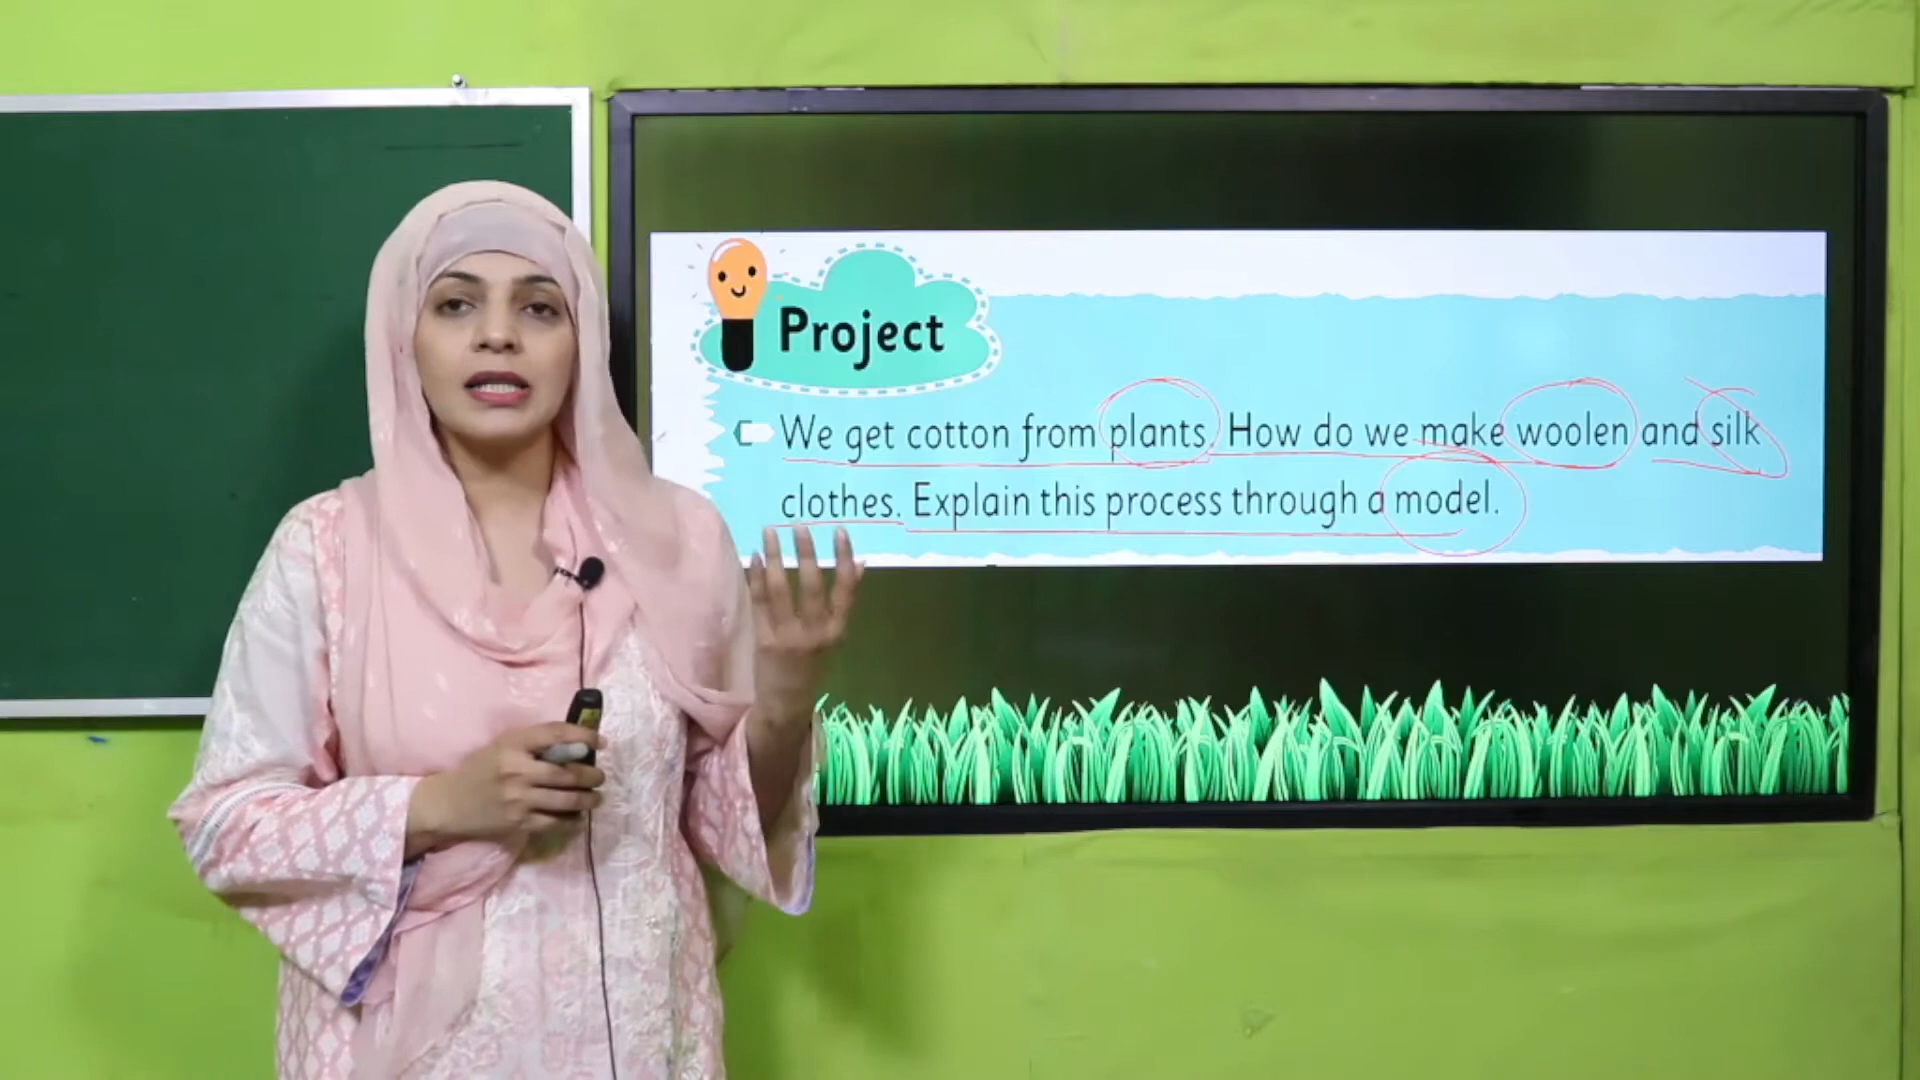 Project
We get cotton from plants. How do we make woolen and silk
clothes. Explain this process through a model.